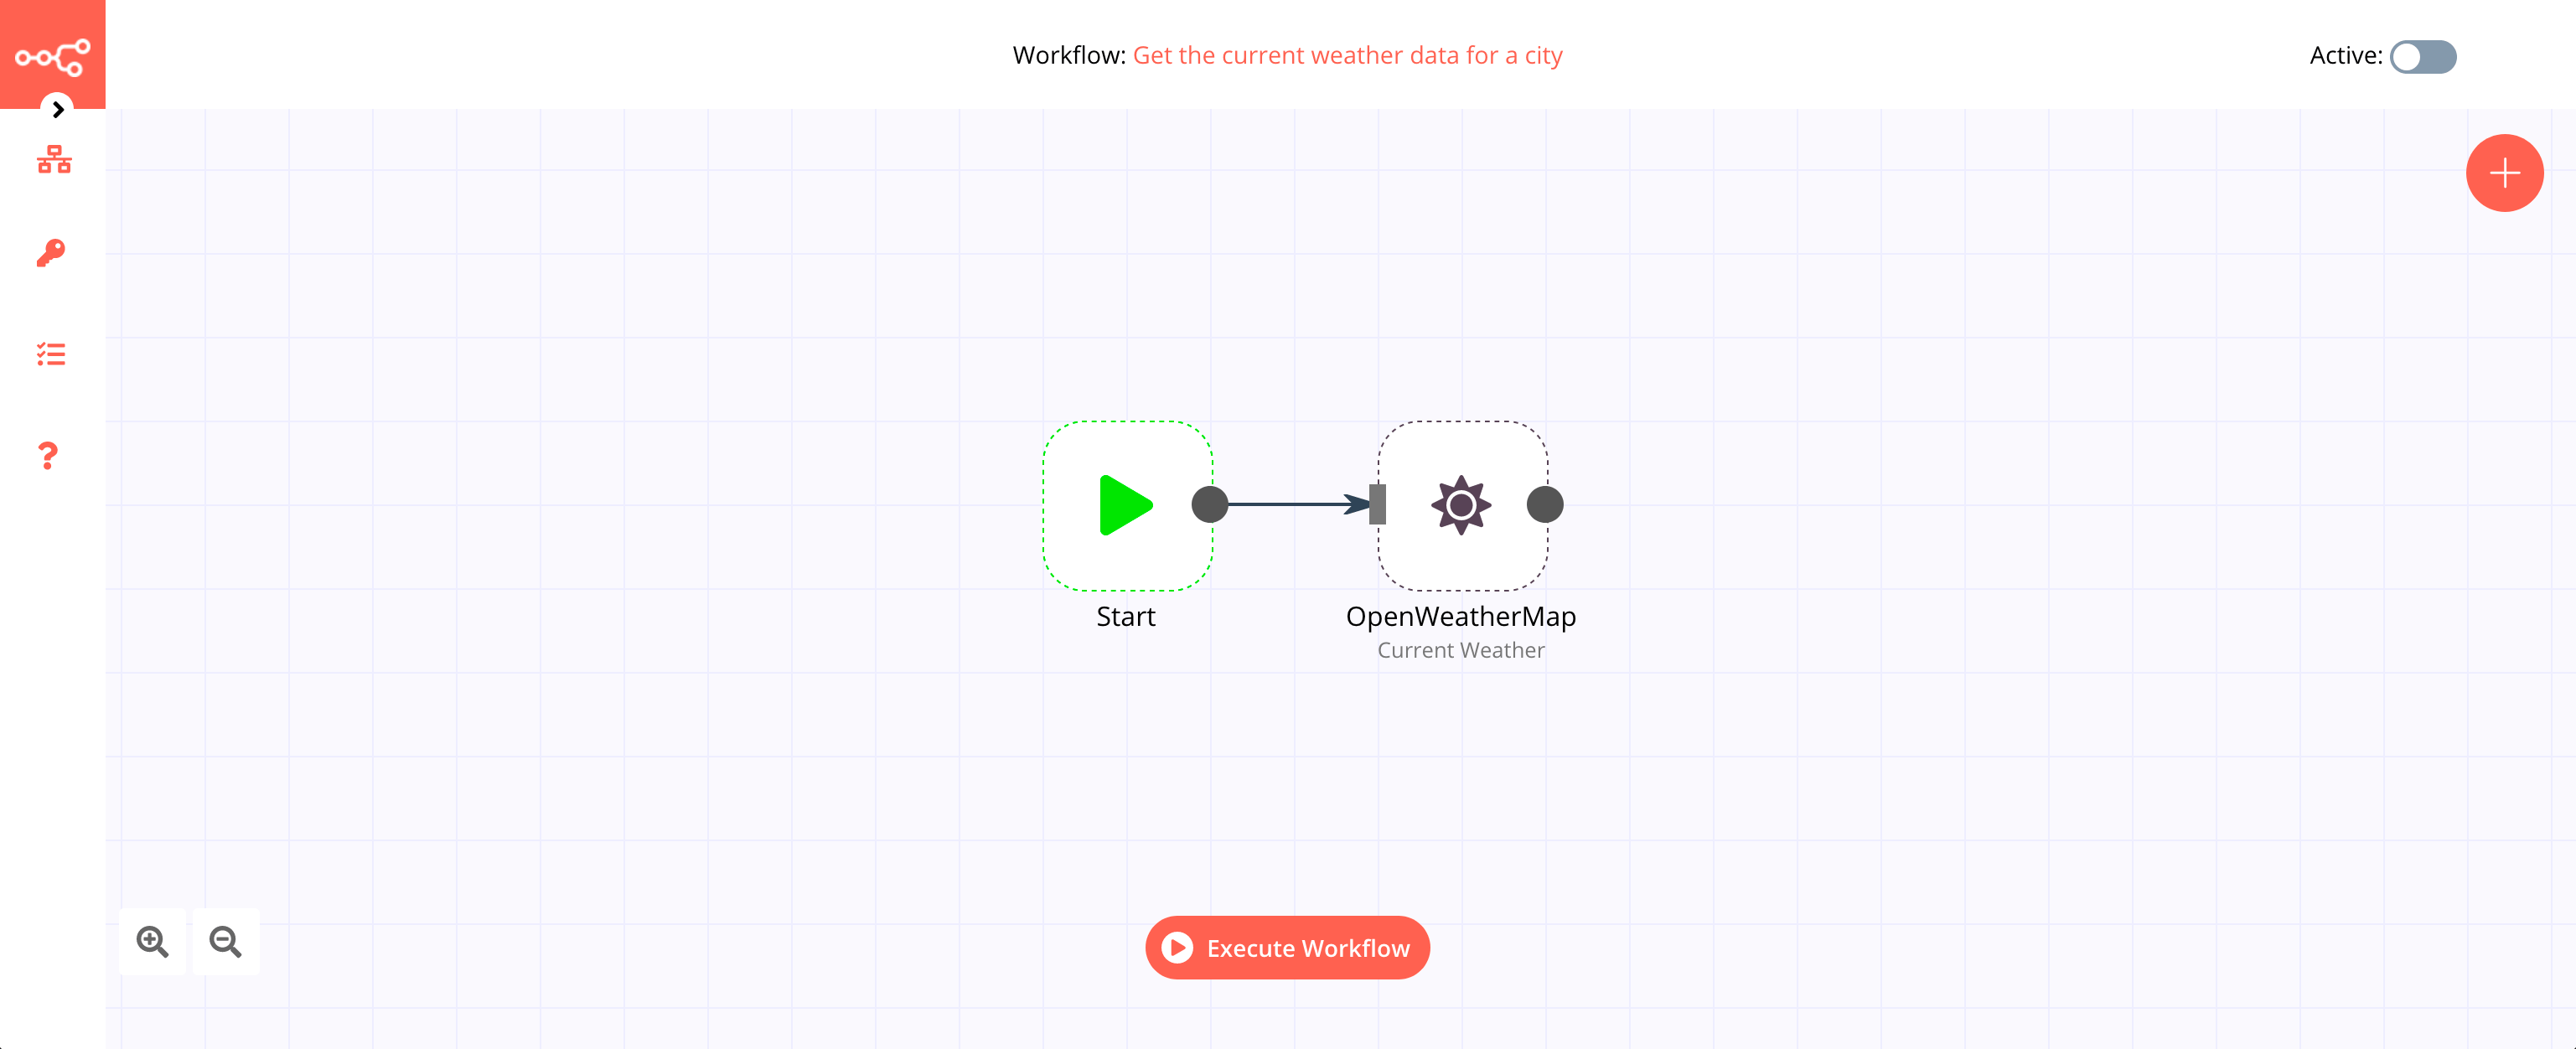 Workflow: Get the current weather data for a city
Active:
Start
OpenWeatherMap
Current Weather
Execute Workflow